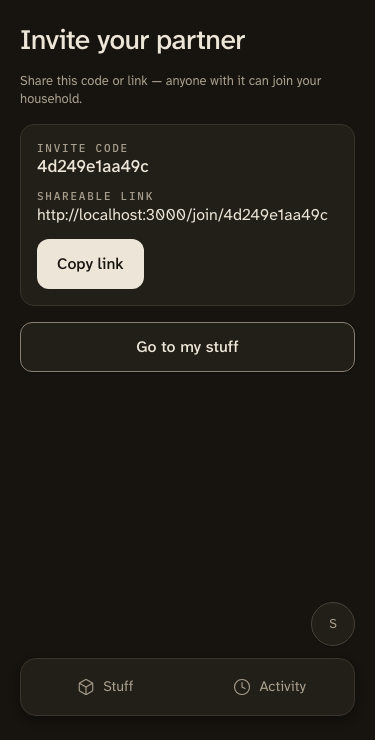 Invite your partner
Share this code or link — anyone with it can join your
household.
INVITE CODE
4d249e1aa49c
SHAREABLE LINK
http://localhost:3000/join/4d249e1aa49c
Copy link
Go to my stuff
S
Stuff
Activity